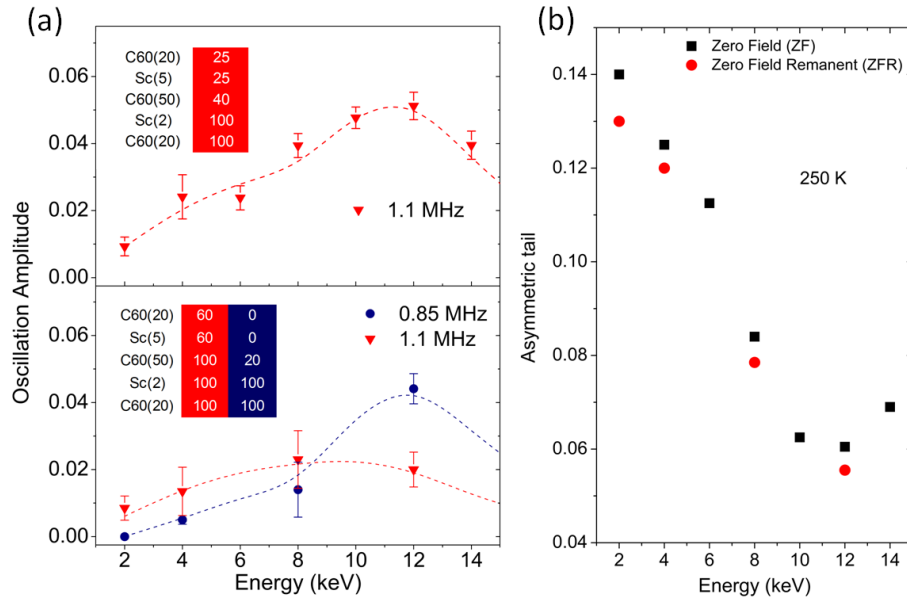 (a)
0.06
0.04
0.02
0.00
C60(20) 25
Sc(5) 25
C60(50) 40
Sc(2) 100
C60(20) 100
1.1 MHz
Oscillation Amplitude
0.06
0.04
0.02
0.00
C60(20) 60 0
Sc(5) 60 0
C60(50) 100 20
Sc(2) 100 100
C60(20) 100 100
0.85 MHz
1.1 MHz
2 4 6 8 10 12 14
Energy (keV)
(b)
Zero Field (ZF)
Zero Field Remanent (ZFR)
250 K
Asymmetric tail
0.14
0.12
0.10
0.08
0.06
0.04
2 4 6 8 10 12 14
Energy (keV)